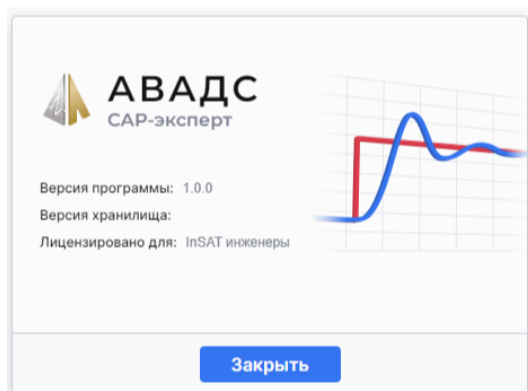 АВАДС
САР-эксперт
Версия программы: 1.0.0
Версия хранилища:
Лицензировано для: InSAT инженеры
Закрыть